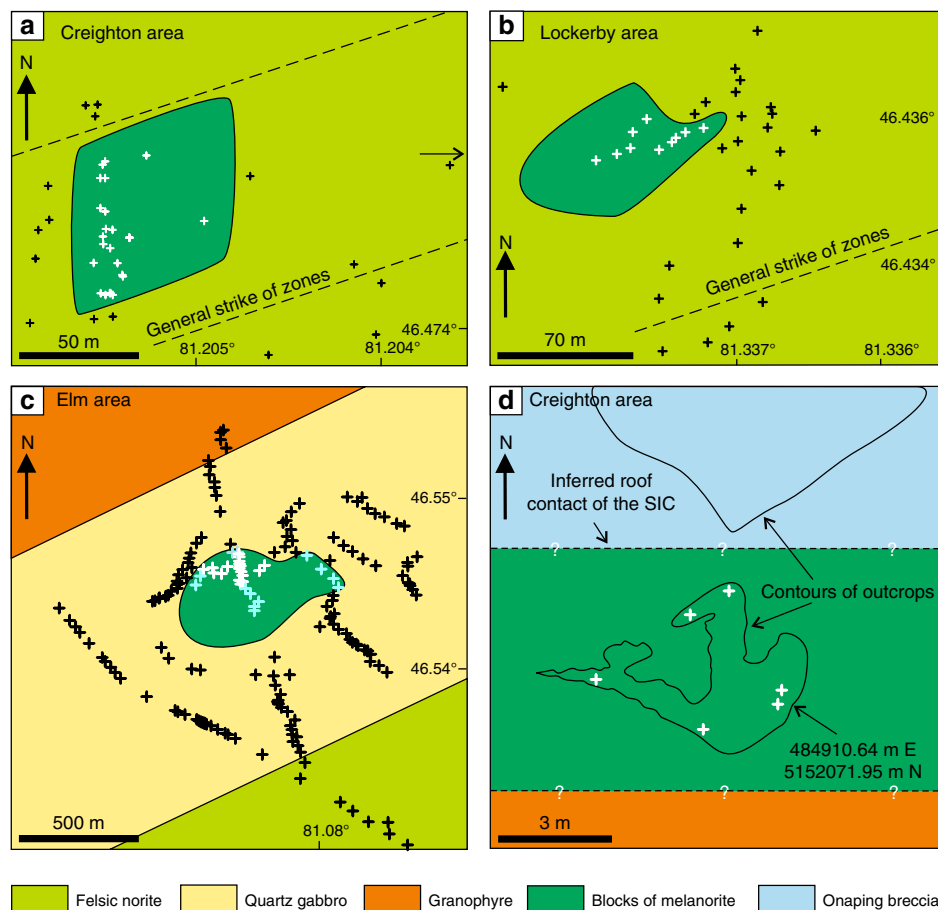 a Creighton area
N
General strike of zones
46.474°
50 m
81.205° 81.204°
b Lockerby area
46.436°
N
General strike of zones
46.434°
70 m
81.337° 81.336°
c Elm area
N
46.55°
46.54°
500 m
81.08°
d Creighton area
N
Inferred roof
contact of the SIC
? ? ?
Contours of outcrops
484910.64 m E
5152071.95 m N
? ? ?
3 m
Felsic norite Quartz gabbro Granophyre Blocks of melanorite Onaping breccia